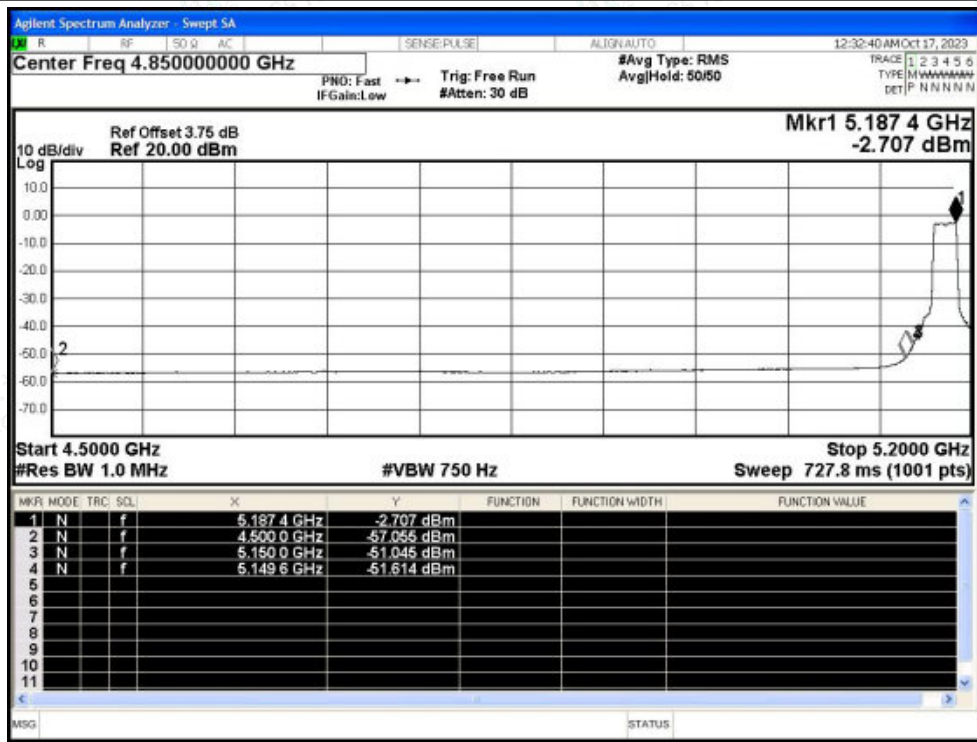 Agilent Spectrum Analyzer - Swept SA
LXI R RF 50 Ω AC SENSE:PULSE ALIGNAUTO 12:32:40 AM Oct 17, 2023
Center Freq 4.850000000 GHz
PNO: Fast Trig: Free Run
IFGain:Low #Atten: 30 dB
#Avg Type: RMS
Avg|Hold: 50/50
TRACE 1 2 3 4 5 6
TYPE M
DET P N N N N N
Mkr1 5.187 4 GHz
-2.707 dBm
Ref Offset 3.75 dB
10 dB/div Ref 20.00 dBm
Log
10.0
0.00
-10.0
-20.0
-30.0
-40.0
-50.0
-60.0
-70.0
1
2
Start 4.5000 GHz Stop 5.2000 GHz
#Res BW 1.0 MHz #VBW 750 Hz Sweep 727.8 ms (1001 pts)
MKR MODE TRC SCL X Y FUNCTION FUNCTION WIDTH FUNCTION VALUE
1 N f 5.187 4 GHz -2.707 dBm
2 N f 4.500 0 GHz -57.055 dBm
3 N f 5.150 0 GHz -51.045 dBm
4 N f 5.149 6 GHz -51.614 dBm
5
6
7
8
9
10
11
MSG STATUS